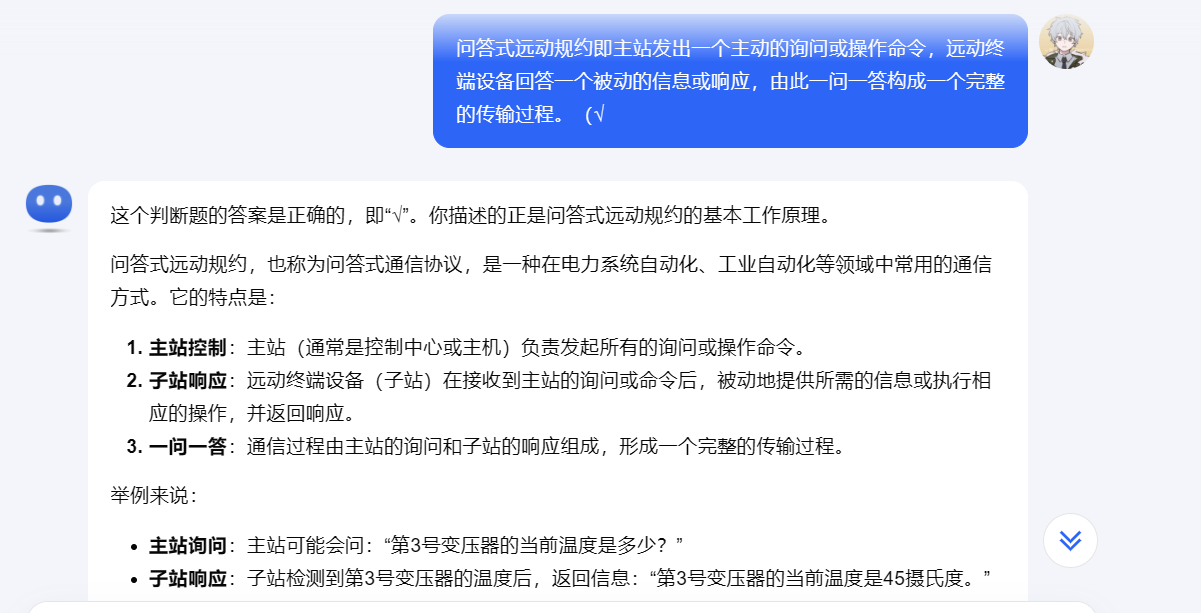 问答式远动规约即主站发出一个主动的询问或操作命令，远动终
端设备回答一个被动的信息或响应，由此一问一答构成一个完整
的传输过程。（√
这个判断题的答案是正确的，即“√”。你描述的正是问答式远动规约的基本工作原理。
问答式远动规约，也称为问答式通信协议，是一种在电力系统自动化、工业自动化等领域中常用的通信
方式。它的特点是：
1. 主站控制：主站（通常是控制中心或主机）负责发起所有的询问或操作命令。
2. 子站响应：远动终端设备（子站）在接收到主站的询问或命令后，被动地提供所需的信息或执行相
应的操作，并返回响应。
3. 一问一答：通信过程由主站的询问和子站的响应组成，形成一个完整的传输过程。
举例来说：
• 主站询问：主站可能会问：“第3号变压器的当前温度是多少？”
• 子站响应：子站检测到第3号变压器的温度后，返回信息：“第3号变压器的当前温度是45摄氏度。”